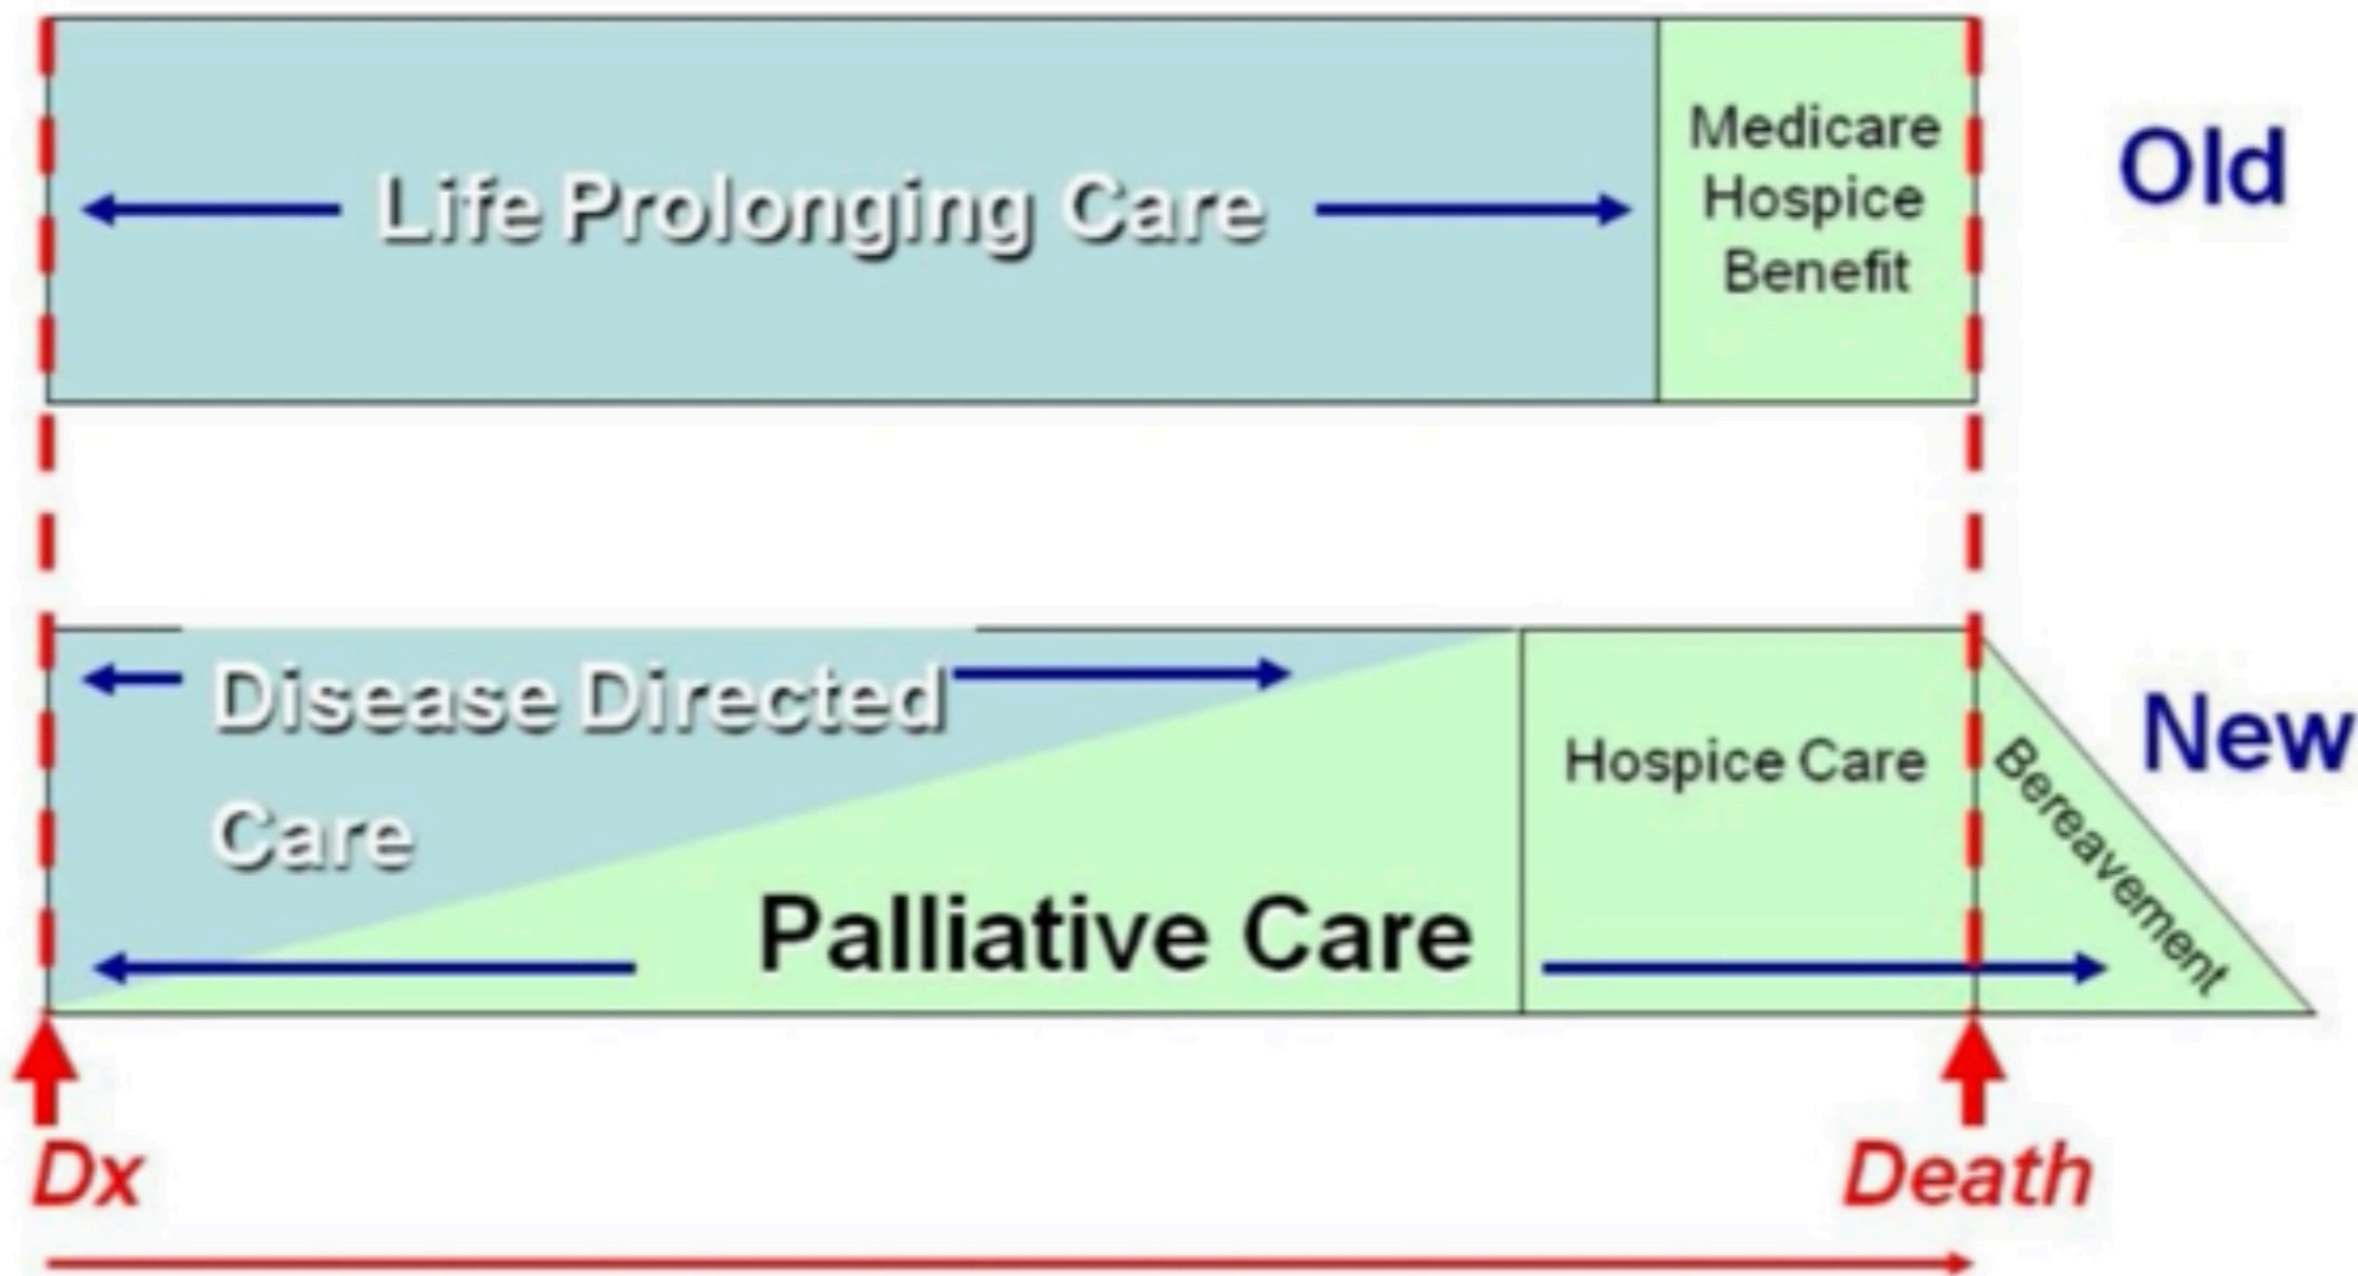 Life Prolonging Care
Medicare
Hospice
Benefit
Old
Disease Directed
Care
Palliative Care
Hospice Care
Bereavement
New
Dx
Death